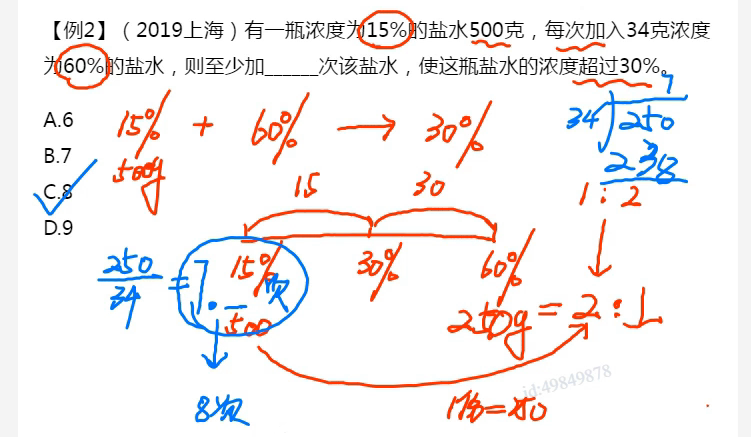 【例2】（2019上海）有一瓶浓度为15%的盐水500克，每次加入34克浓度
为60%的盐水，则至少加______次该盐水，使这瓶盐水的浓度超过30%。
A.6
B.7
C.8
D.9
15% + 60% → 30%
500g
7
34 250
238
15 30
1:2
15% 30% 60%
500
250g = 2:1
250/34 = 7. 次
8次
1份=250
id:49849878